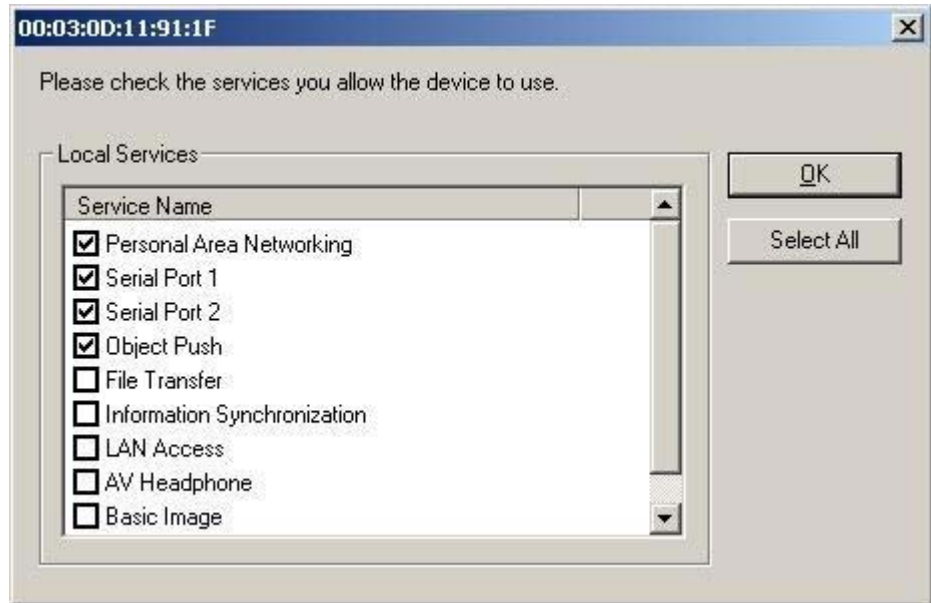 00:03:0D:11:91:1F
Please check the services you allow the device to use.
Local Services
Service Name
Personal Area Networking
Serial Port 1
Serial Port 2
Object Push
File Transfer
Information Synchronization
LAN Access
AV Headphone
Basic Image
OK
Select All